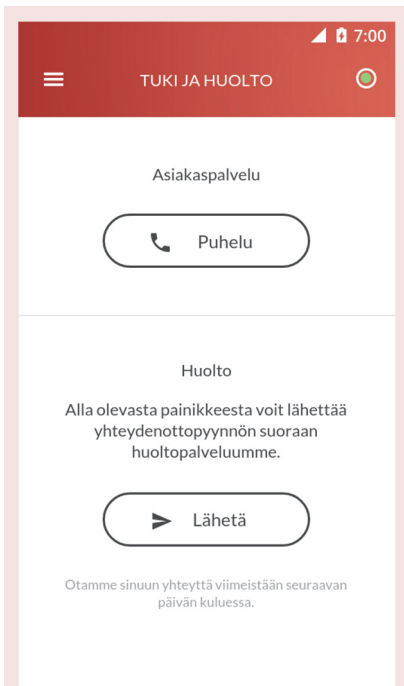 7:00
TUKI JA HUOLTO
Asiakaspalvelu
Puhelu
Huolto
Alla olevasta painikkeesta voit lähettää
yhteydenottopyynnön suoraan
huoltopalveluumme.
Lähetä
Otamme sinuun yhteyttä viimeistään seuraavan
päivän kuluessa.